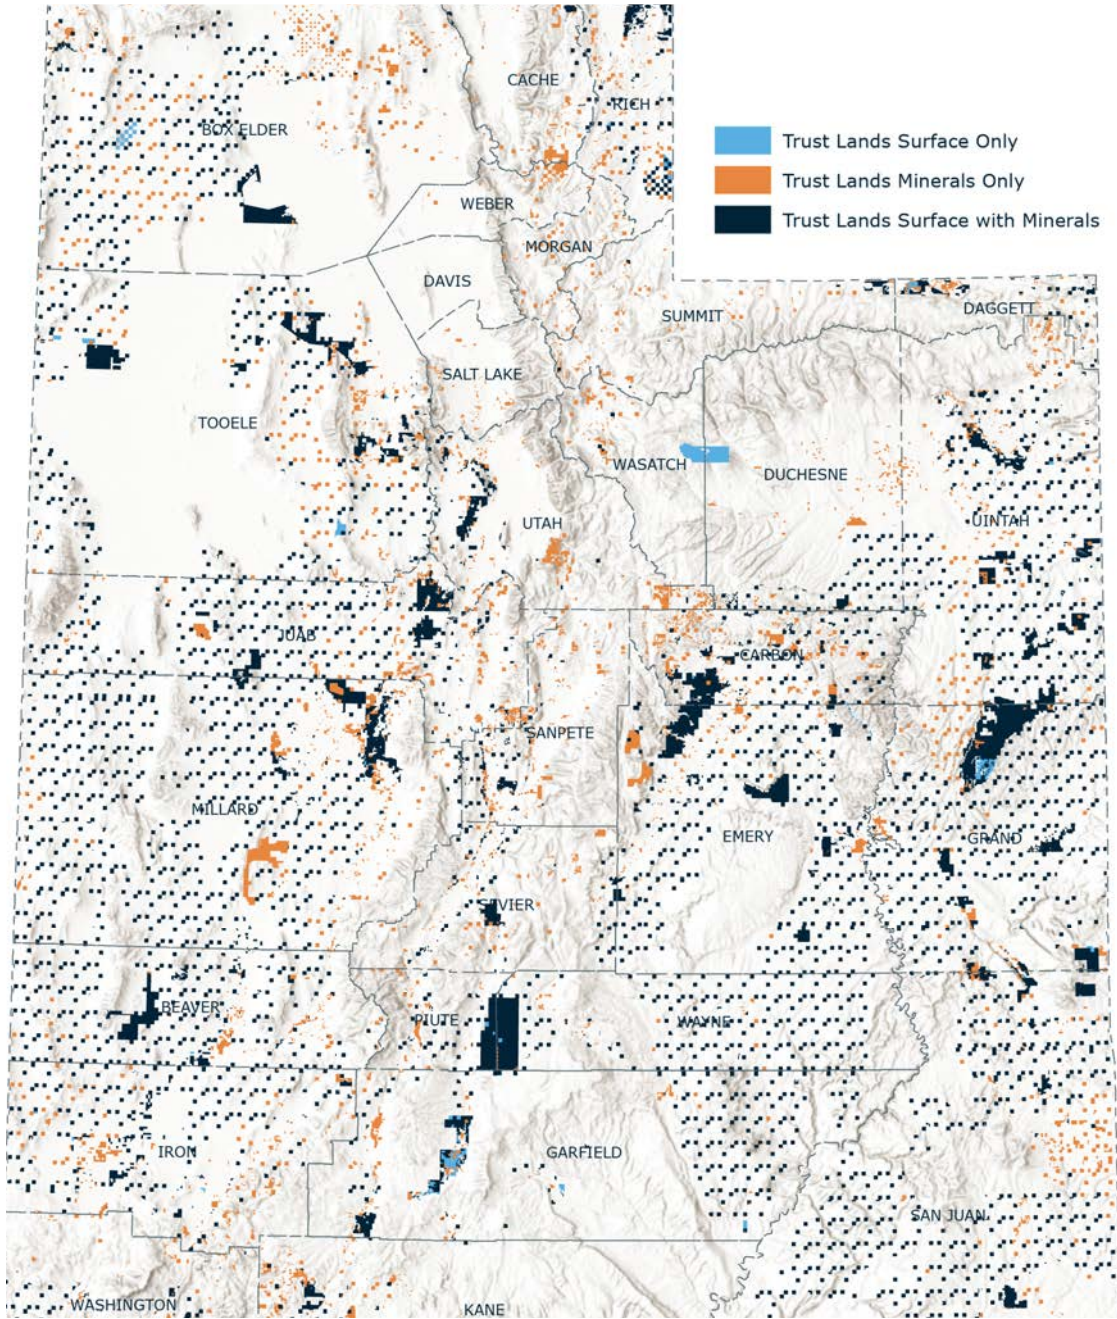 CACHE
RICH
BOX ELDER
Trust Lands Surface Only
Trust Lands Minerals Only
WEBER
Trust Lands Surface with Minerals
MORGAN
DAVIS
SUMMIT
DAGGETT
SALT LAKE
TOOELE
WASATCH
DUCHESNE
UTAH
UINTAH
JUAB
CARBON
SANPETE
MILLARD
EMERY
GRAND
SEVIER
BEAVER
PIUTE
WAYNE
IRON
GARFIELD
SAN JUAN
WASHINGTON
KANE